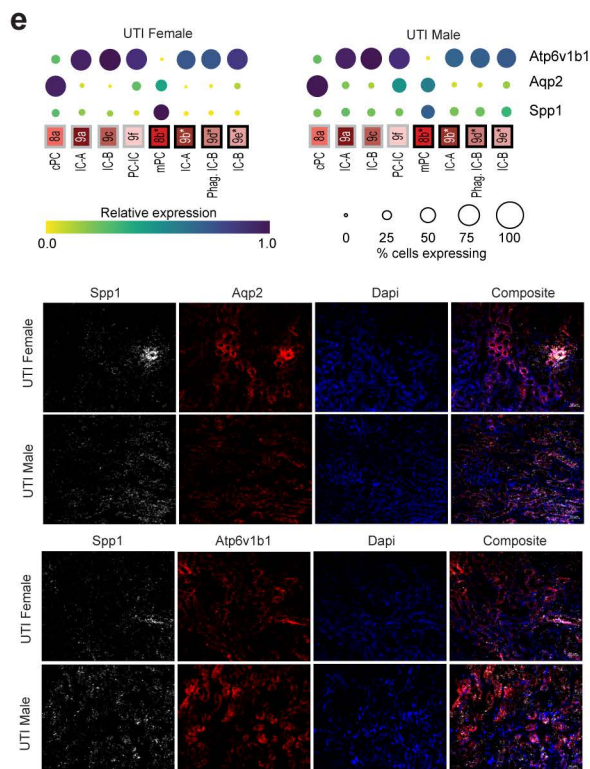 e
UTI Female
UTI Male
Atp6v1b1
Aqp2
Spp1
8a 9a 9c 9f 8b* 9b* 9d* 9e*
8a 9a 9c 9f 8b* 9b* 9d* 9e*
cPC IC-A IC-B PC-IC mPC IC-A Phag. IC-B IC-B
cPC IC-A IC-B PC-IC mPC IC-A Phag. IC-B IC-B
Relative expression
0.0 1.0
0 25 50 75 100
% cells expressing
Spp1 Aqp2 Dapi Composite
UTI Female
UTI Male
Spp1 Atp6v1b1 Dapi Composite
UTI Female
UTI Male